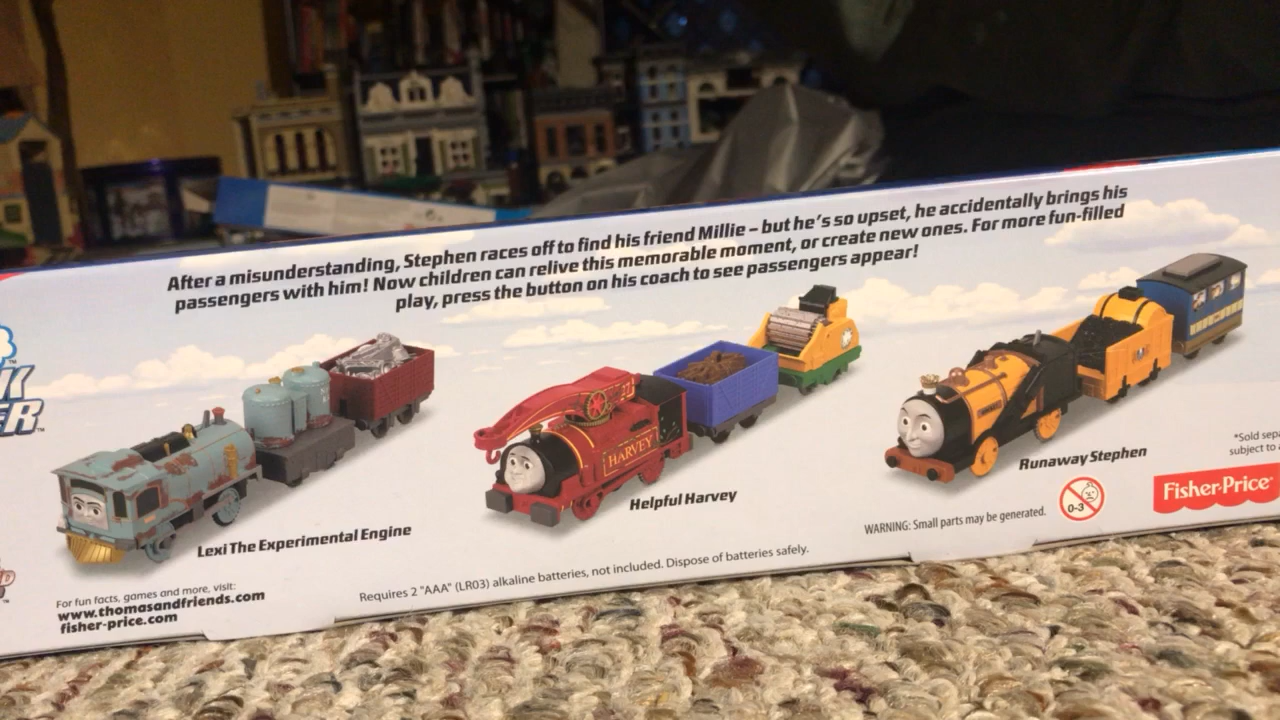 After a misunderstanding, Stephen races off to find his friend Millie – but he's so upset, he accidentally brings his
passengers with him! Now children can relive this memorable moment, or create new ones. For more fun-filled
play, press the button on his coach to see passengers appear!
HARVEY
Lexi The Experimental Engine
Helpful Harvey
Runaway Stephen
*Sold
subject to
0-3
Fisher-Price
WARNING: Small parts may be generated.
Requires 2 "AAA" (LR03) alkaline batteries, not included. Dispose of batteries safely.
For fun facts, games and more, visit:
www.thomasandfriends.com
fisher-price.com